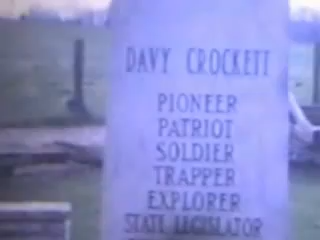 DAVY CROCKETT
PIONEER
PATRIOT
SOLDIER
TRAPPER
EXPLORER
STATE LEGISLATOR